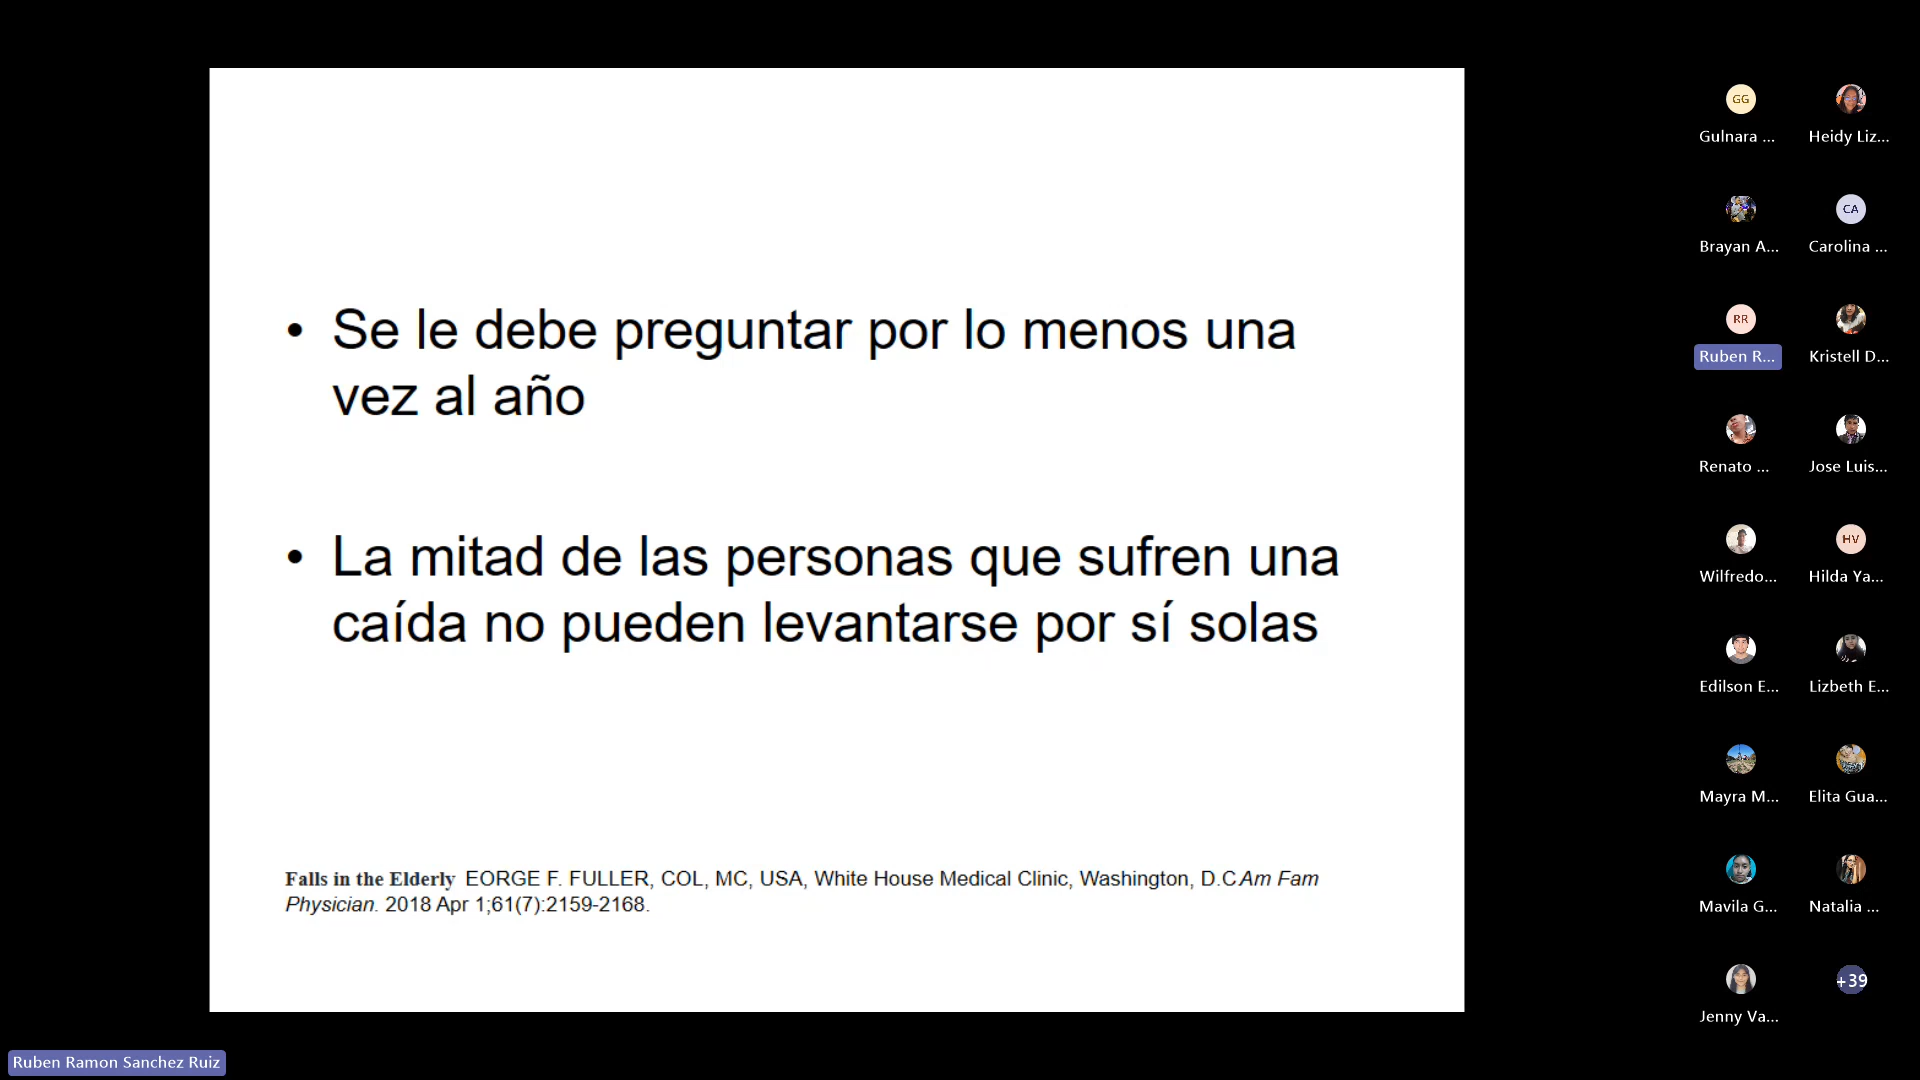 • Se le debe preguntar por lo menos una
vez al año
• La mitad de las personas que sufren una
caída no pueden levantarse por sí solas
Falls in the Elderly EORGE F. FULLER, COL, MC, USA, White House Medical Clinic, Washington, D.C Am Fam
Physician. 2018 Apr 1;61(7):2159-2168.
GG
Gulnara ...
Heidy Liz...
Brayan A...
CA
Carolina ...
RR
Ruben R...
Kristell D...
Renato ...
Jose Luis...
Wilfredo...
HV
Hilda Ya...
Edilson E...
Lizbeth E...
Mayra M...
Elita Gua...
Mavila G...
Natalia ...
Jenny Va...
+39
Ruben Ramon Sanchez Ruiz